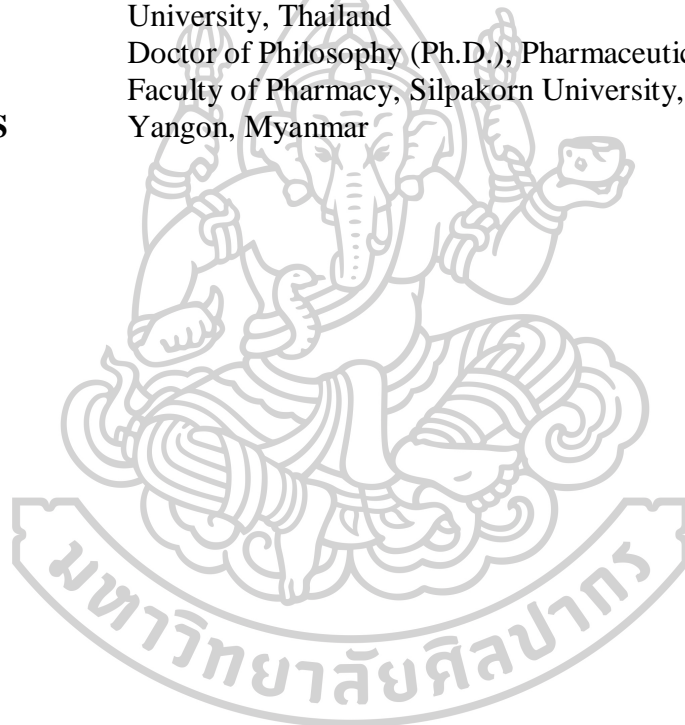 University, Thailand
Doctor of Philosophy (Ph.D.), Pharmaceutic
Faculty of Pharmacy, Silpakorn University,
S Yangon, Myanmar
มหาวิทยาลัยศิลปากร